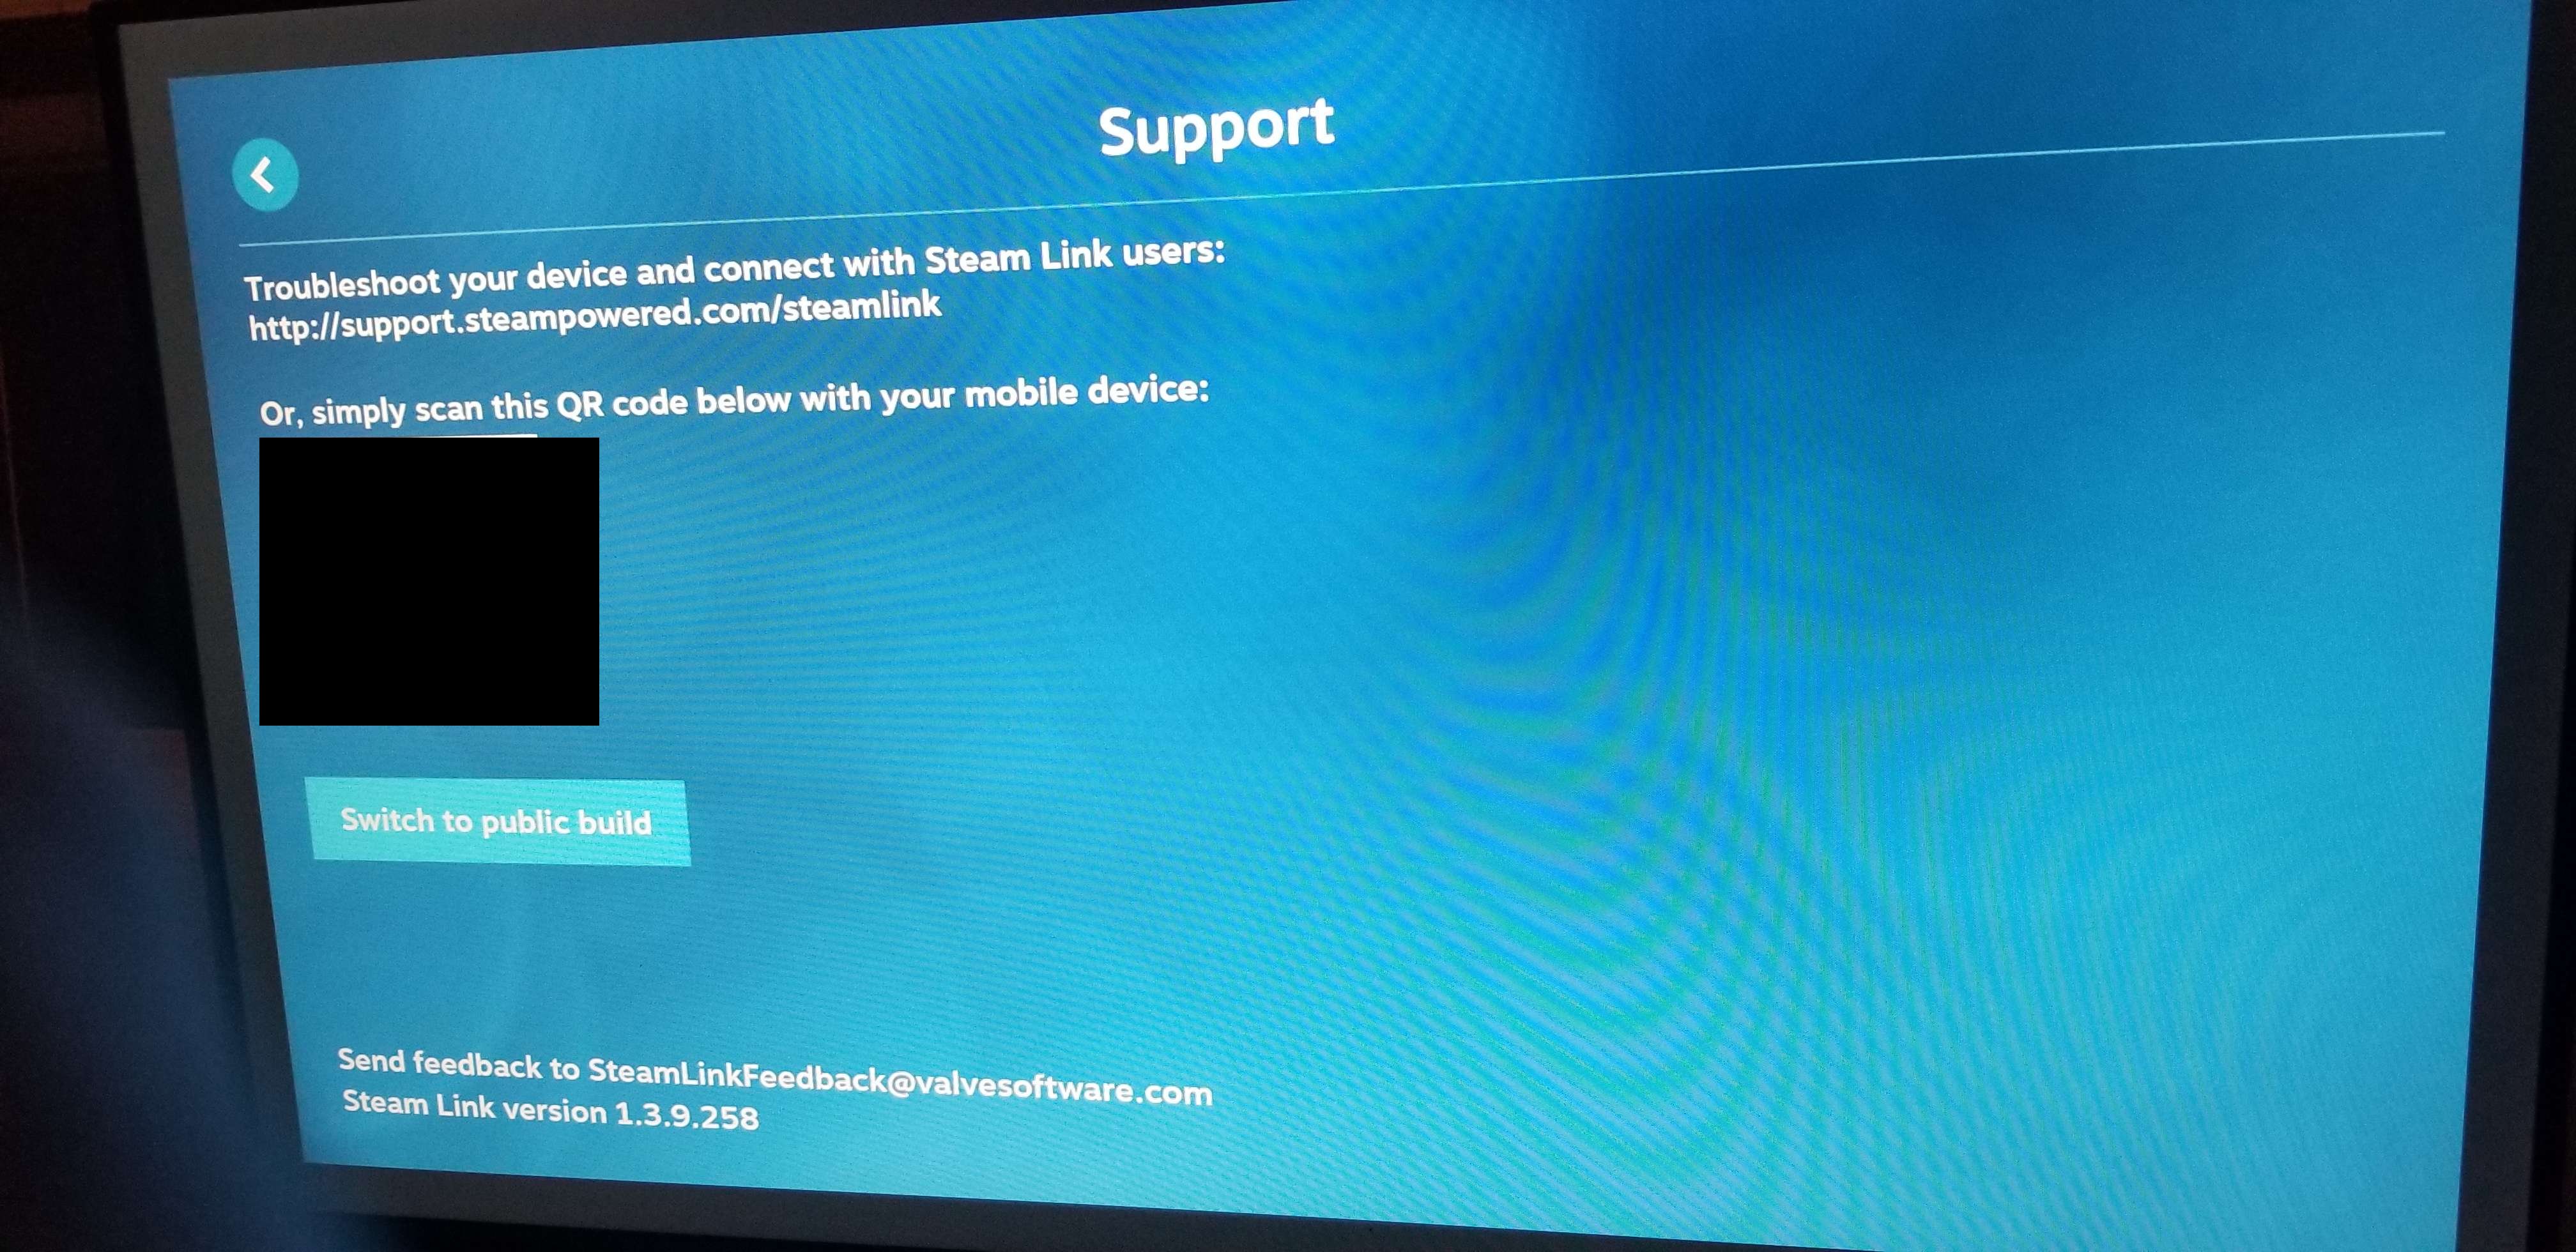 Support
Troubleshoot your device and connect with Steam Link users:
http://support.steampowered.com/steamlink
Or, simply scan this QR code below with your mobile device:
Switch to public build
Send feedback to SteamLinkFeedback@valvesoftware.com
Steam Link version 1.3.9.258